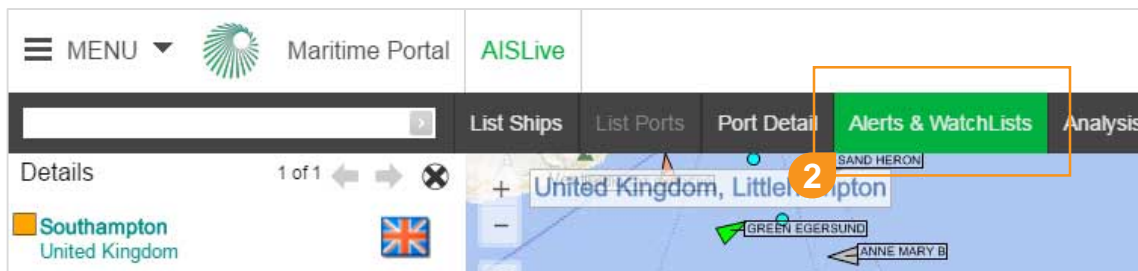 MENU
Maritime Portal
AISLive
List Ships
List Ports
Port Detail
Alerts & WatchLists
Analysis
Details
1 of 1
SAND HERON
2
+
United Kingdom, Littlehampton
Southampton
United Kingdom
−
GREEN EGERSUND
ANNE MARY B